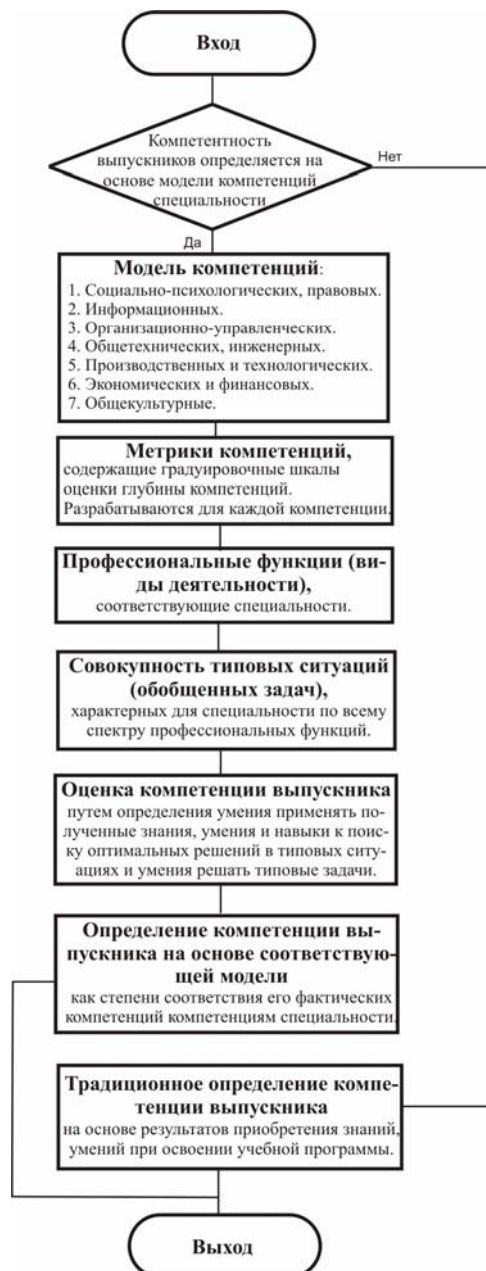 Вход
Компетентность
выпускников определяется на
основе модели компетенций
специальности
Нет
Да
Модель компетенций:
1. Социально-психологических, правовых.
2. Информационных.
3. Организационно-управленческих.
4. Общетехнических, инженерных.
5. Производственных и технологических.
6. Экономических и финансовых.
7. Общекультурные.
Метрики компетенций,
содержащие градуировочные шкалы
оценки глубины компетенций.
Разрабатываются для каждой компетенции.
Профессиональные функции (ви-
ды деятельности),
соответствующие специальности.
Совокупность типовых ситуаций
(обобщенных задач),
характерных для специальности по всему
спектру профессиональных функций.
Оценка компетенции выпускника
путем определения умения применять по-
лученные знания, умения и навыки к поис-
ку оптимальных решений в типовых ситу-
ациях и умения решать типовые задачи.
Определение компетенции вы-
пускника на основе соответствую-
щей модели
как степени соответствия его фактических
компетенций компетенциям специальности.
Традиционное определение компе-
тенции выпускника
на основе результатов приобретения знаний,
умений при освоении учебной программы.
Выход